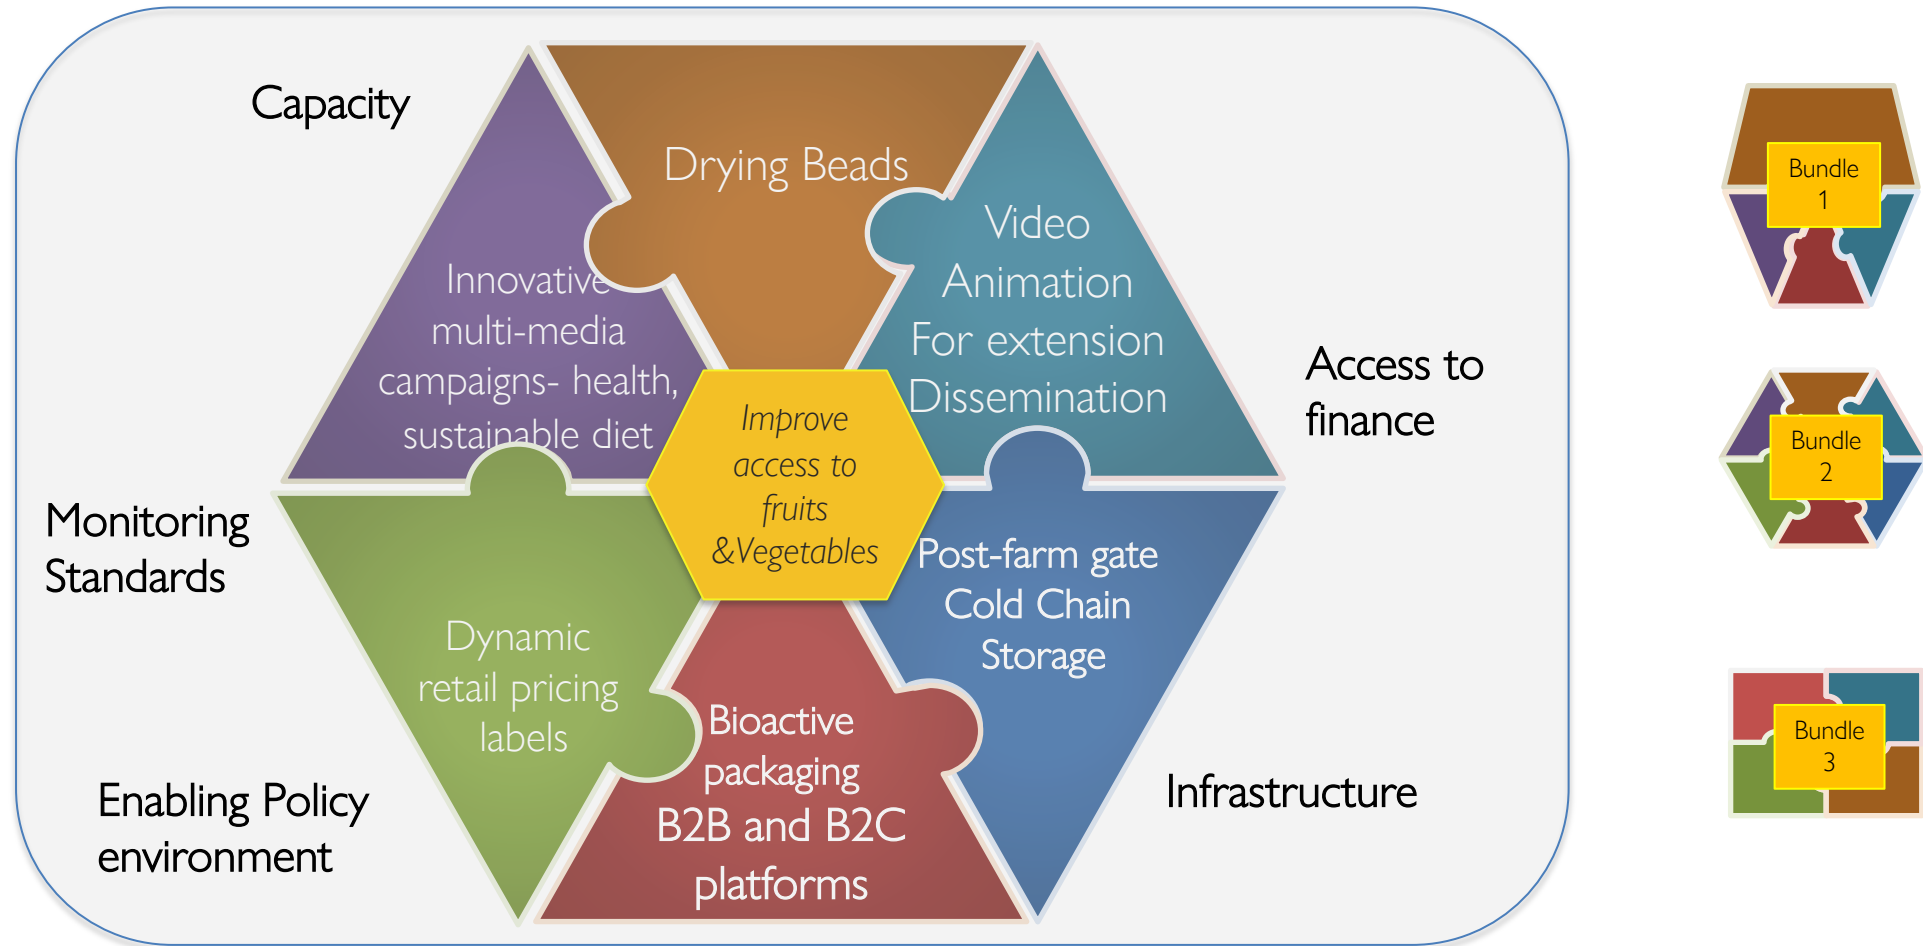 Capacity
Drying Beads
Video
Animation
For extension
Dissemination
Innovative
multi-media
campaigns- health,
sustainable diet
Improve
access to
fruits
&Vegetables
Access to
finance
Monitoring
Standards
Post-farm gate
Cold Chain
Storage
Dynamic
retail pricing
labels
Bioactive
packaging
B2B and B2C
platforms
Enabling Policy
environment
Infrastructure
Bundle
1
Bundle
2
Bundle
3